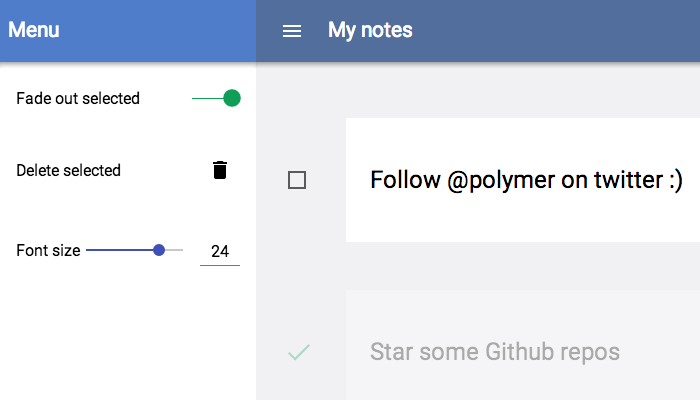 Menu
My notes
Fade out selected
Delete selected
Font size 24
Follow @polymer on twitter :)
Star some Github repos